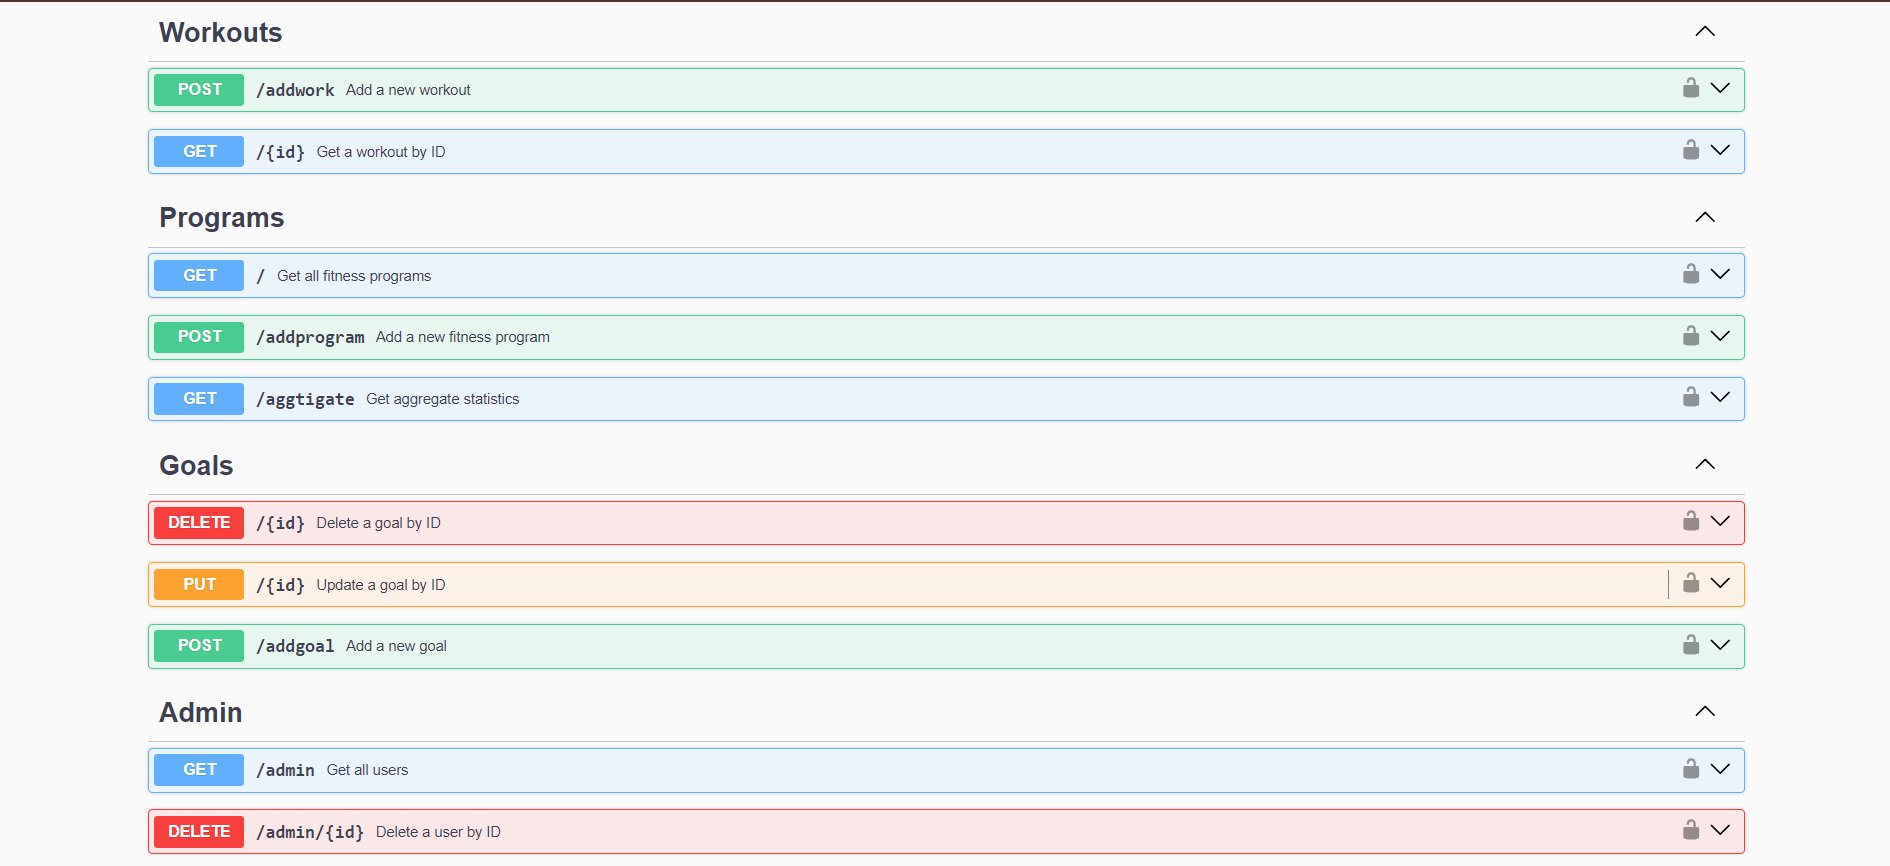 Workouts
POST /addwork Add a new workout
GET /{id} Get a workout by ID
Programs
GET / Get all fitness programs
POST /addprogram Add a new fitness program
GET /aggtigate Get aggregate statistics
Goals
DELETE /{id} Delete a goal by ID
PUT /{id} Update a goal by ID
POST /addgoal Add a new goal
Admin
GET /admin Get all users
DELETE /admin/{id} Delete a user by ID